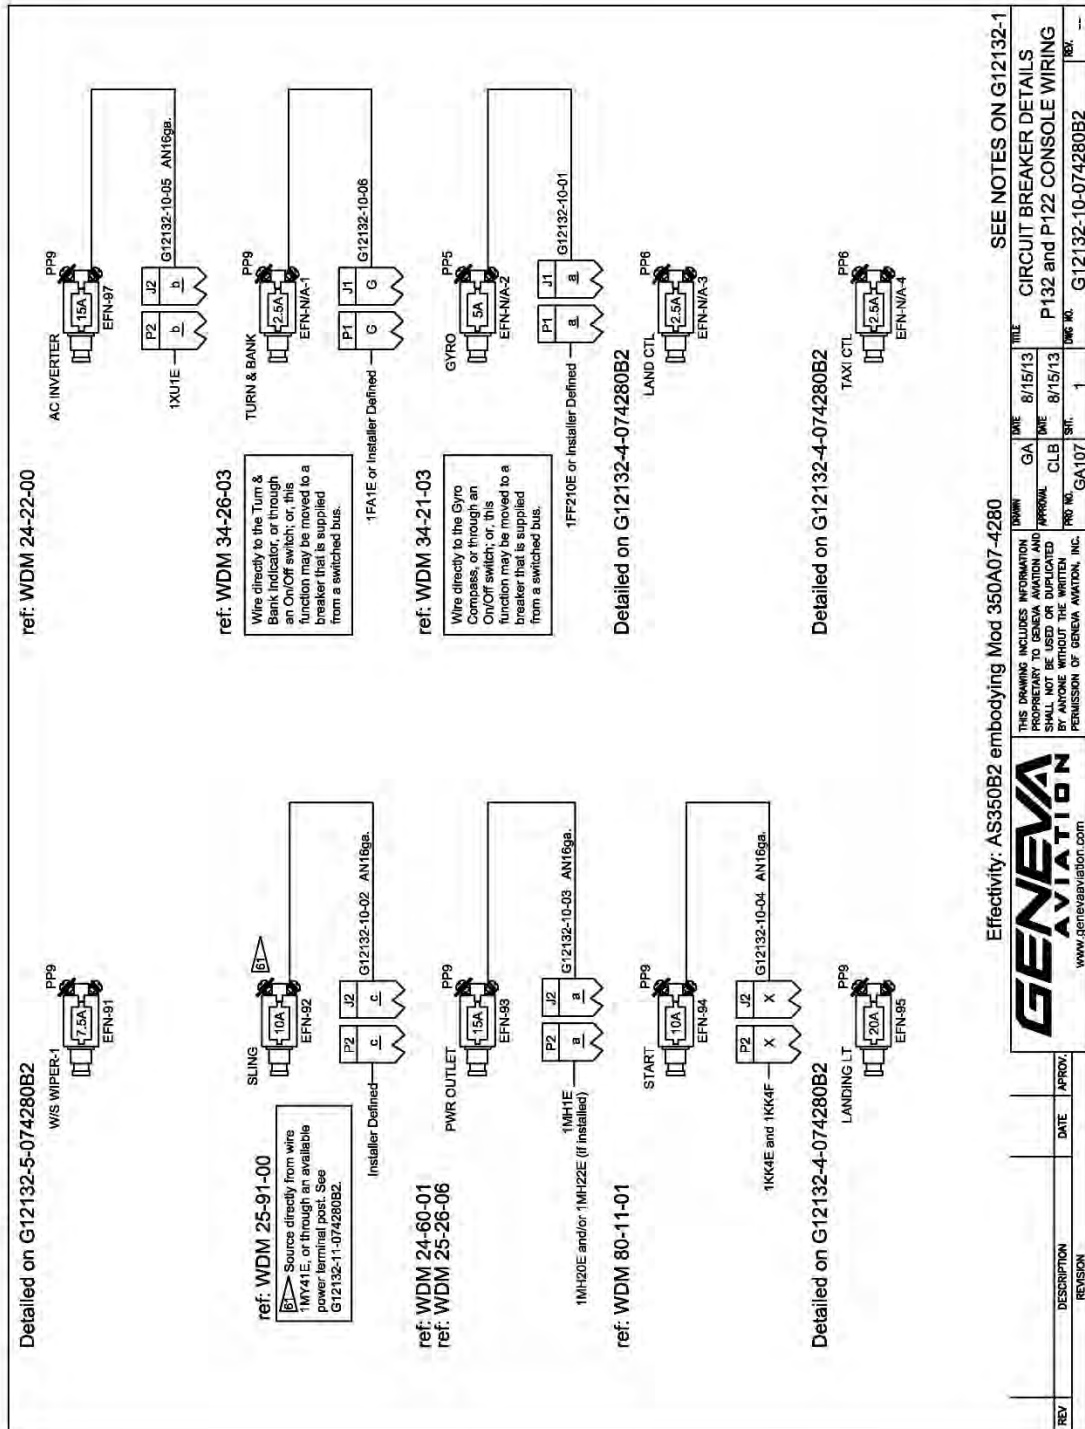 Detailed on G12132-5-074280B2
W/S WIPER-1
PP9
7.5A
EFN-91
ref: WDM 25-91-00
61
Source directly from wire
1MY41E, or through an available
power terminal post. See
G12132-11-074280B2.
SLING
61
PP9
10A
EFN-92
P2
J2
c
c
G12132-10-02 AN16ga.
Installer Defined
ref: WDM 24-60-01
ref: WDM 25-26-06
PWR OUTLET
PP9
15A
EFN-93
P2
J2
a
a
G12132-10-03 AN16ga.
1MH1E
1MH20E and/or 1MH22E (if installed)
ref: WDM 80-11-01
START
PP9
10A
EFN-94
P2
J2
X
X
G12132-10-04 AN16ga.
1KK4E and 1KK4F
Detailed on G12132-4-074280B2
LANDING LT
PP9
20A
EFN-95
ref: WDM 24-22-00
AC INVERTER
PP9
15A
EFN-97
P2
J2
b
b
G12132-10-05 AN16ga.
1XU1E
ref: WDM 34-26-03
Wire directly to the Turn &
Bank Indicator, or through
an On/Off switch; or, this
function may be moved to a
breaker that is supplied
from a switched bus.
TURN & BANK
PP9
2.5A
EFN-N/A-1
P1
J1
G
G
G12132-10-06
1FA1E or Installer Defined
ref: WDM 34-21-03
Wire directly to the Gyro
Compass, or through an
On/Off switch; or, this
function may be moved to a
breaker that is supplied
from a switched bus.
GYRO
PP5
5A
EFN-N/A-2
P1
J1
a
a
G12132-10-01
1FF210E or Installer Defined
Detailed on G12132-4-074280B2
LAND CTL
PP6
2.5A
EFN-N/A-3
Detailed on G12132-4-074280B2
TAXI CTL
PP6
2.5A
EFN-N/A-4
Effectivity: AS350B2 embodying Mod 350A07-4280
SEE NOTES ON G12132-1
REV
DESCRIPTION
DATE
APROV.
REVISION
GENEVA
AVIATION
www.genevaaviation.com
THIS DRAWING INCLUDES INFORMATION
PROPRIETARY TO GENEVA AVIATION AND
SHALL NOT BE USED OR DUPLICATED
BY ANYONE WITHOUT THE WRITTEN
PERMISSION OF GENEVA AVIATION, INC.
DRAWN
GA
DATE
8/15/13
APPROVAL
CLB
DATE
8/15/13
PRO NO.
GA107
SHT.
1
TITLE
CIRCUIT BREAKER DETAILS
P132 and P122 CONSOLE WIRING
DWG NO.
G12132-10-074280B2
REV.
--